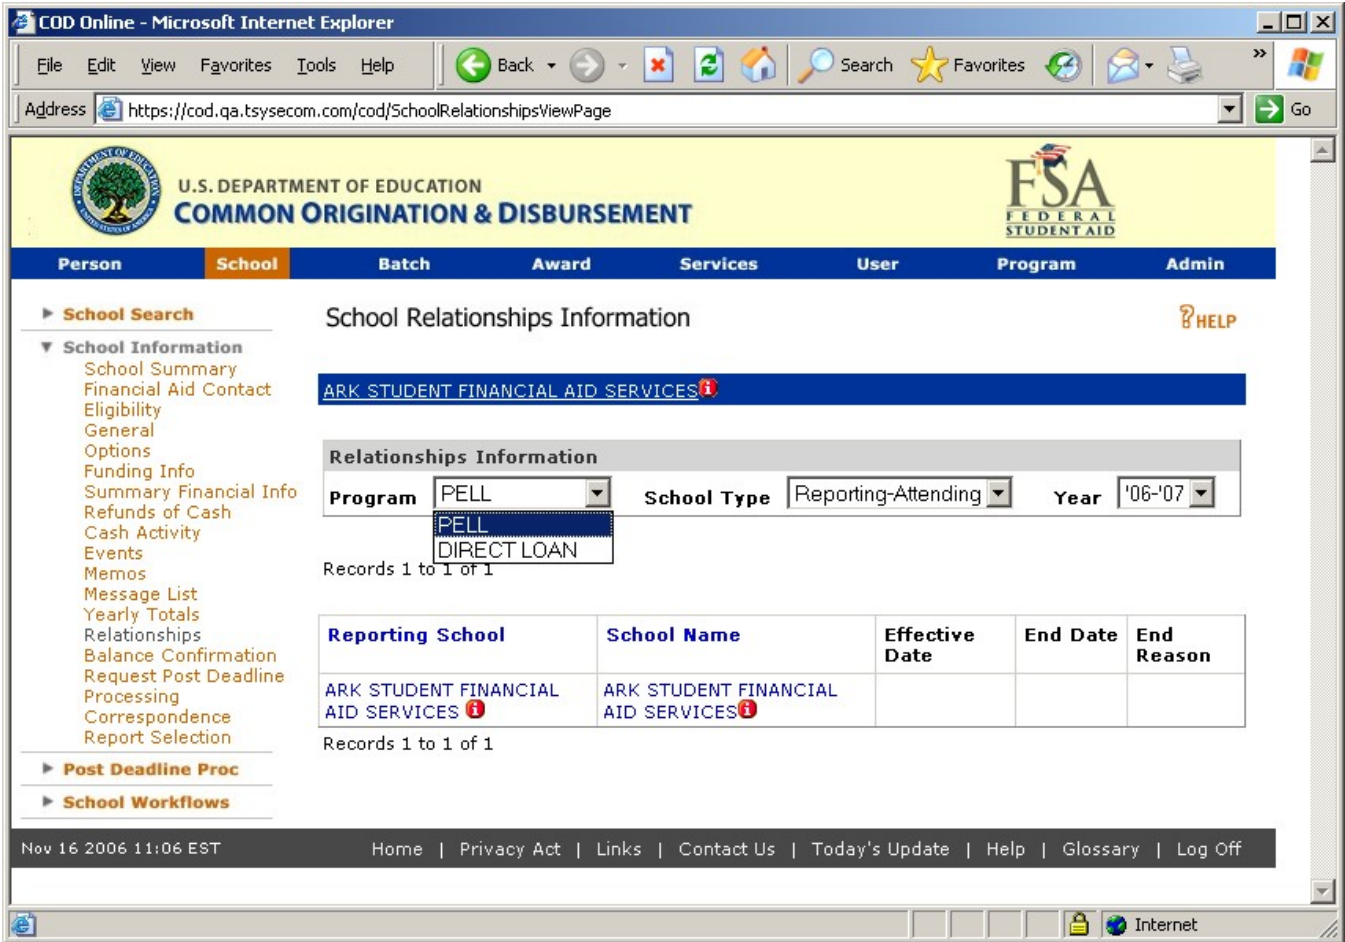 COD Online - Microsoft Internet Explorer
File Edit View Favorites Tools Help Back Search Favorites »
Address https://cod.qa.tsysecom.com/cod/SchoolRelationshipsViewPage Go
U.S. DEPARTMENT OF EDUCATION
COMMON ORIGINATION & DISBURSEMENT
FSA
FEDERAL
STUDENT AID
Person School Batch Award Services User Program Admin
School Search
School Information
School Summary
Financial Aid Contact
Eligibility
General
Options
Funding Info
Summary Financial Info
Refunds of Cash
Cash Activity
Events
Memos
Message List
Yearly Totals
Relationships
Balance Confirmation
Request Post Deadline
Processing
Correspondence
Report Selection
Post Deadline Proc
School Workflows
School Relationships Information
? HELP
ARK STUDENT FINANCIAL AID SERVICES
Relationships Information
Program PELL School Type Reporting-Attending Year '06-'07
PELL
DIRECT LOAN
Records 1 to 1 of 1
Reporting School School Name Effective Date End Date End Reason
ARK STUDENT FINANCIAL AID SERVICES ARK STUDENT FINANCIAL AID SERVICES
Records 1 to 1 of 1
Nov 16 2006 11:06 EST Home | Privacy Act | Links | Contact Us | Today's Update | Help | Glossary | Log Off
Internet